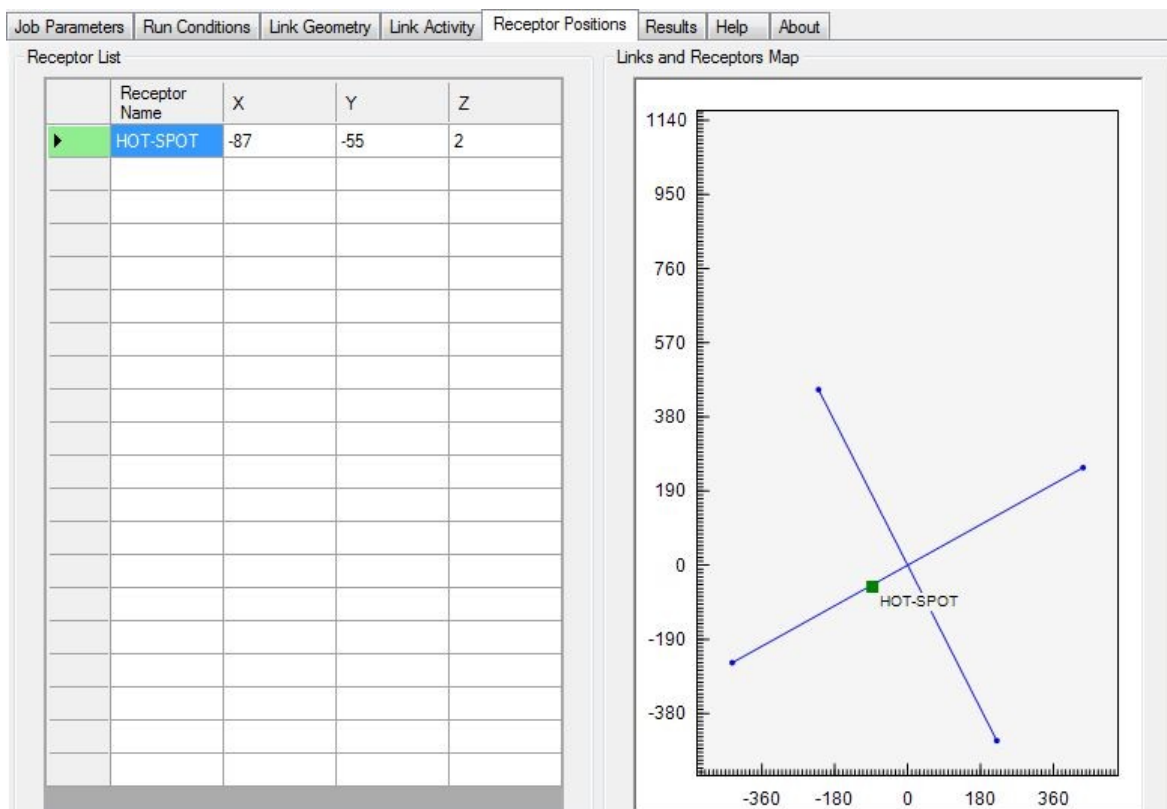 Job Parameters Run Conditions Link Geometry Link Activity Receptor Positions Results Help About
Receptor List
Receptor Name X Y Z
HOT-SPOT -87 -55 2
Links and Receptors Map
1140
950
760
570
380
190
0
-190
-380
HOT-SPOT
-360 -180 0 180 360